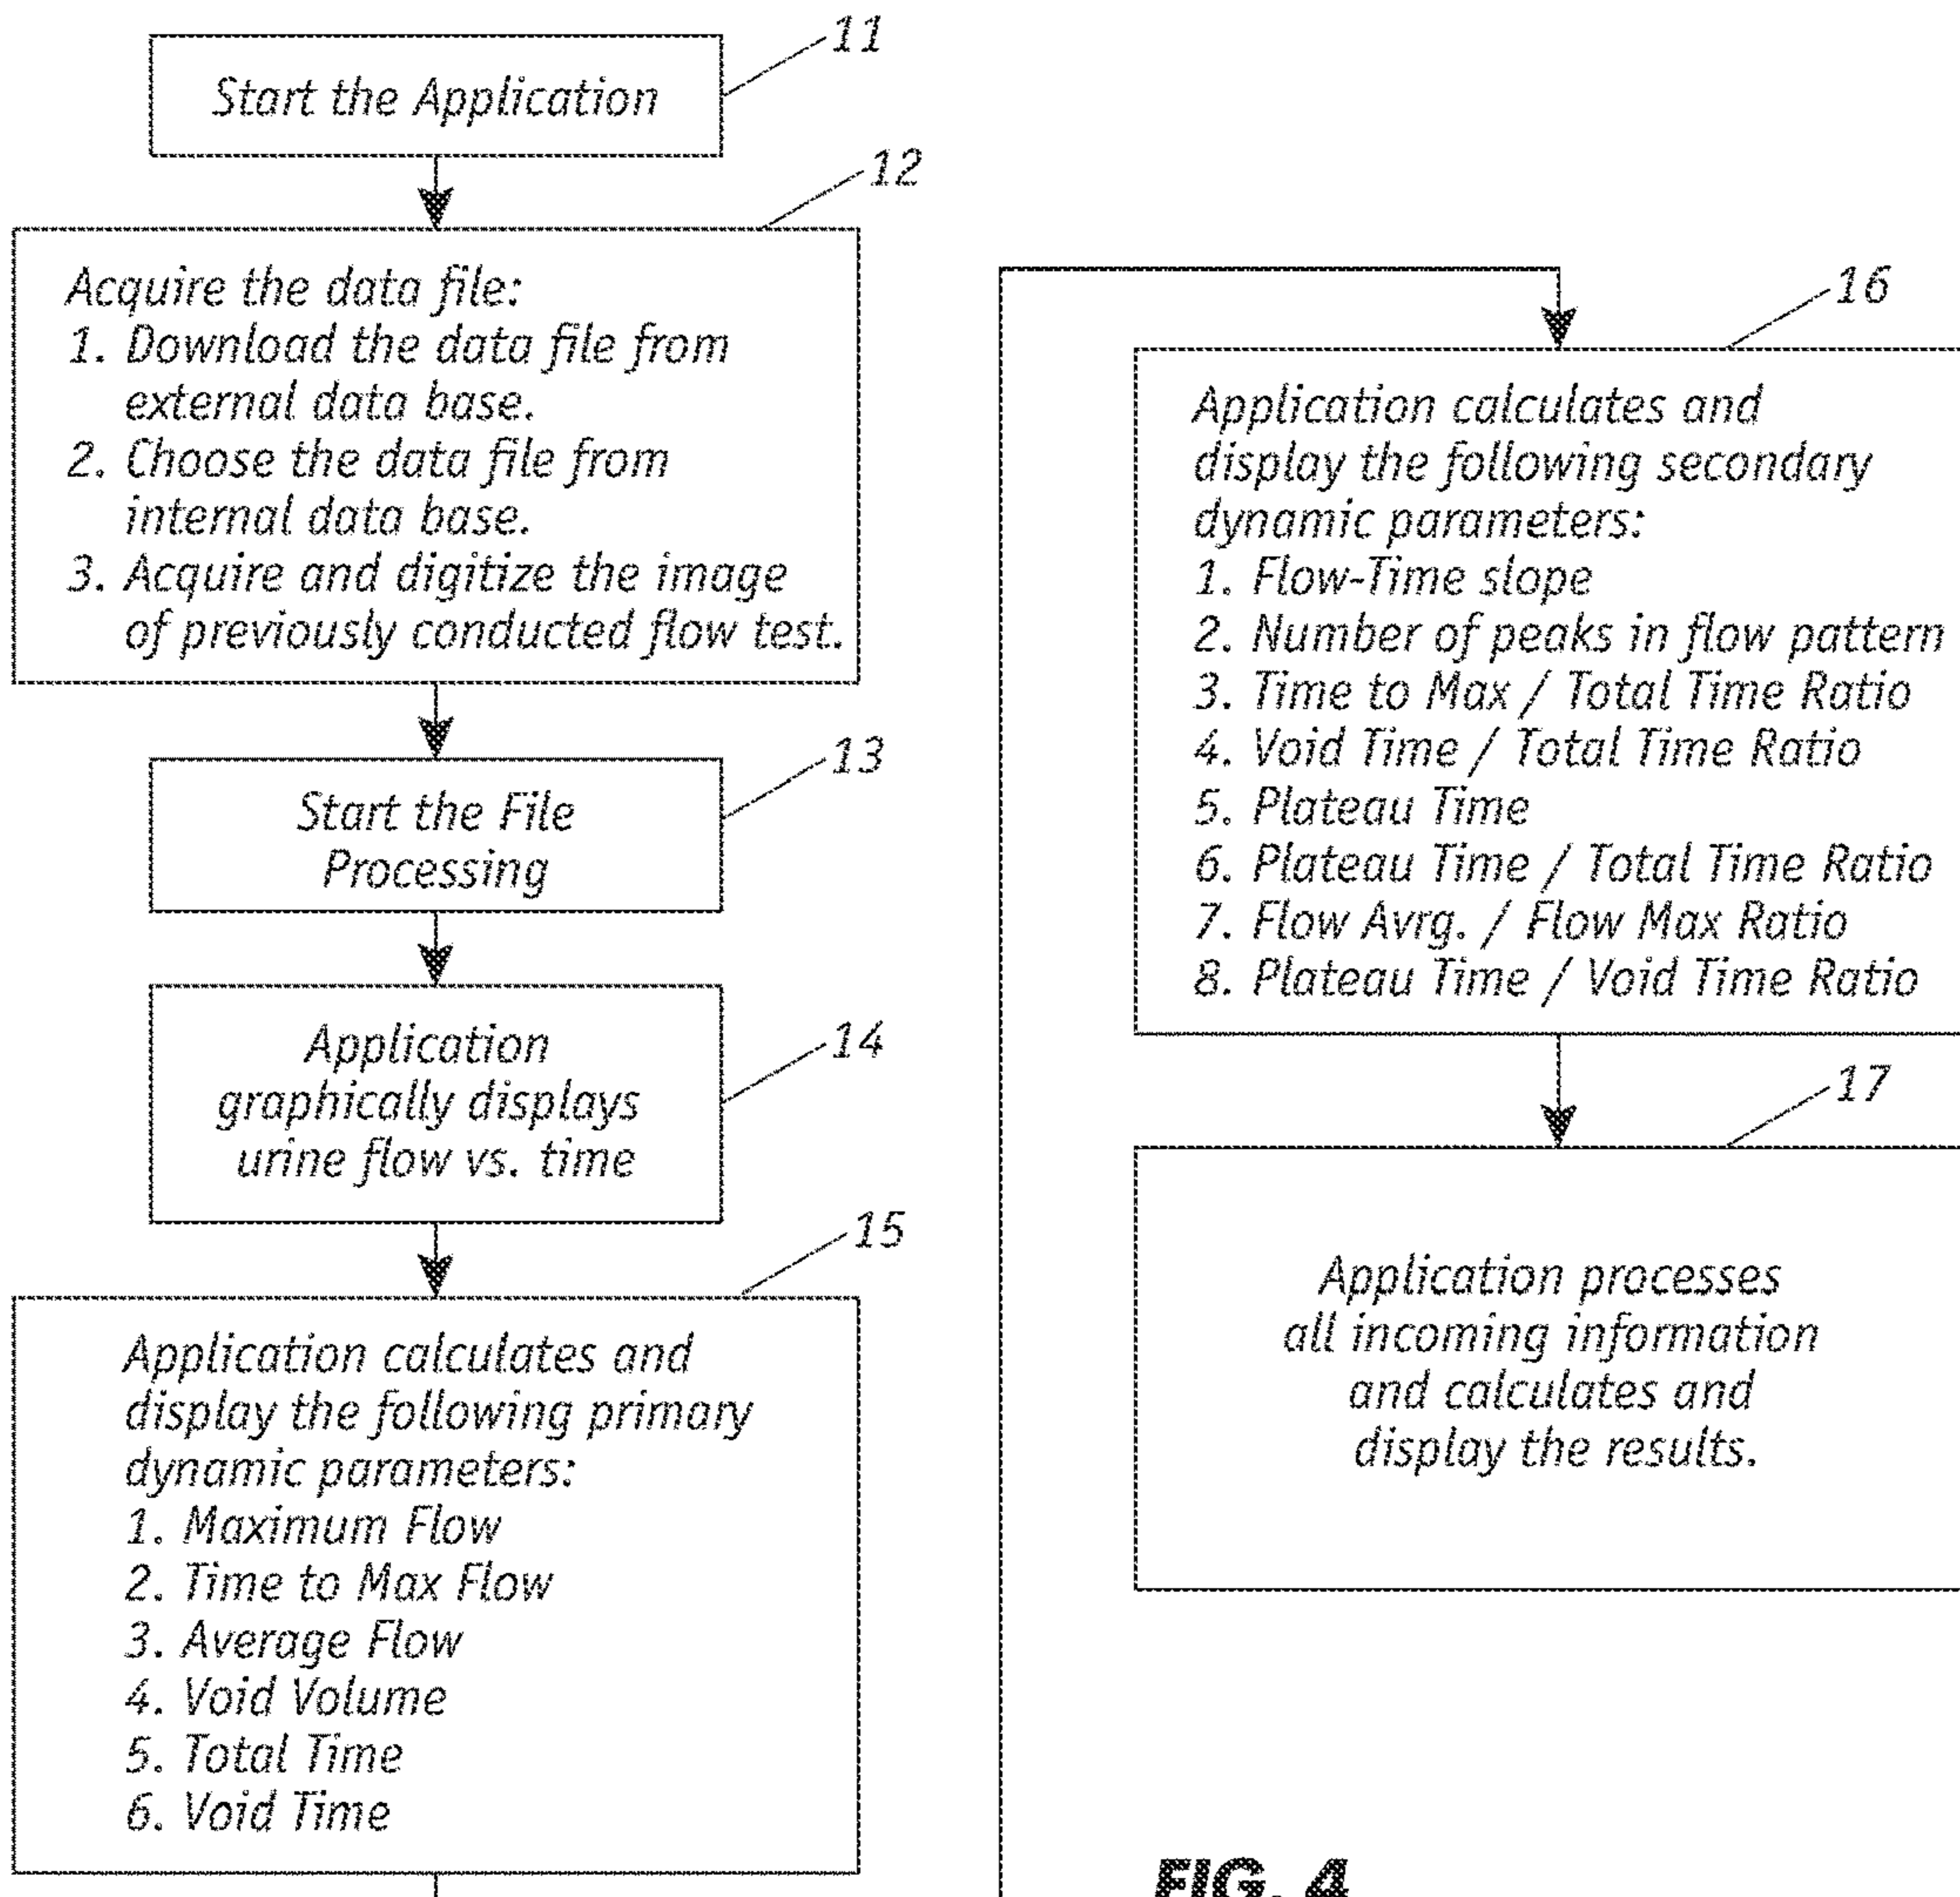 11
Start the Application
12
Acquire the data file:
1. Download the data file from
external data base.
2. Choose the data file from
internal data base.
3. Acquire and digitize the image
of previously conducted flow test.
13
Start the File
Processing
14
Application
graphically displays
urine flow vs. time
15
Application calculates and
display the following primary
dynamic parameters:
1. Maximum Flow
2. Time to Max Flow
3. Average Flow
4. Void Volume
5. Total Time
6. Void Time
16
Application calculates and
display the following secondary
dynamic parameters:
1. Flow-Time slope
2. Number of peaks in flow pattern
3. Time to Max / Total Time Ratio
4. Void Time / Total Time Ratio
5. Plateau Time
6. Plateau Time / Total Time Ratio
7. Flow Avrg. / Flow Max Ratio
8. Plateau Time / Void Time Ratio
17
Application processes
all incoming information
and calculates and
display the results.
FIG. 4